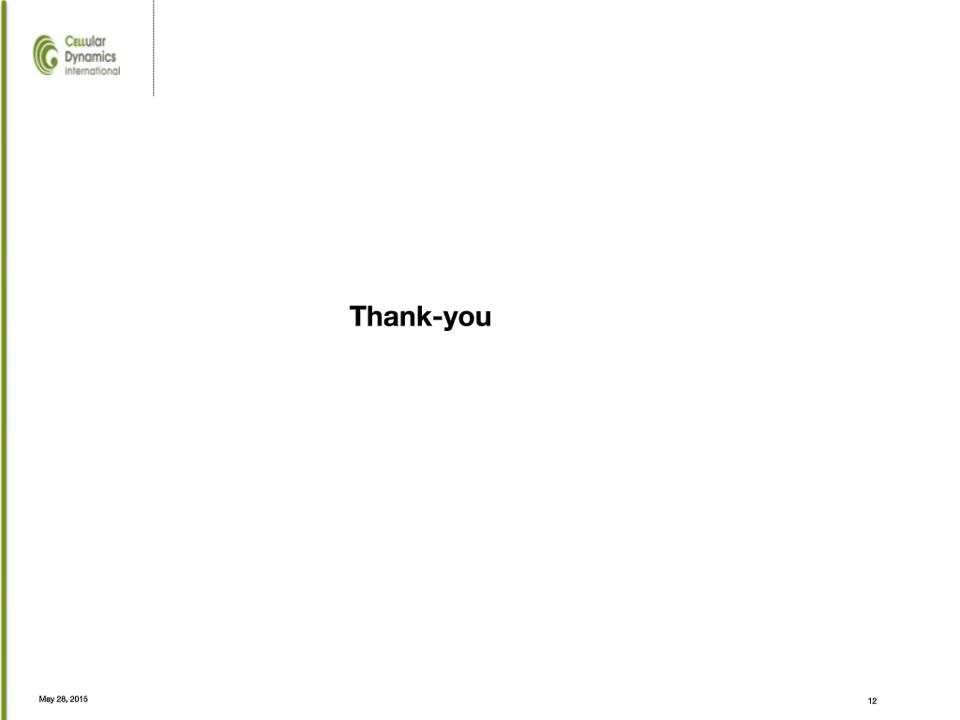 Cellular
Dynamics
international
Thank-you
May 28, 2015
12